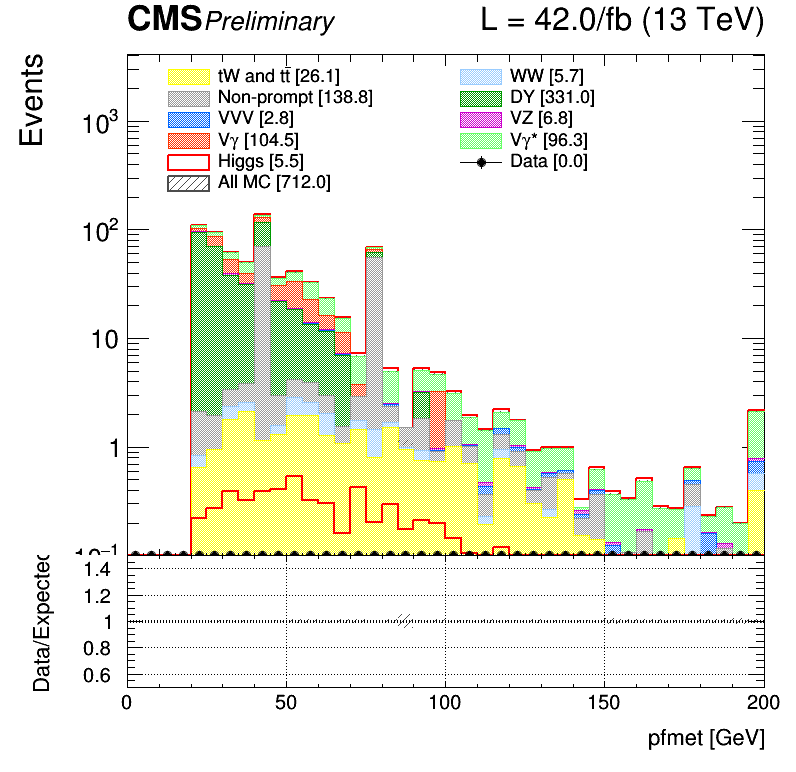 CMS Preliminary L = 42.0/fb (13 TeV)
Events
tW and tt̄ [26.1]
Non-prompt [138.8]
VVV [2.8]
Vγ [104.5]
Higgs [5.5]
All MC [712.0]
WW [5.7]
DY [331.0]
VZ [6.8]
Vγ* [96.3]
Data [0.0]
10³
10²
10
1
10⁻¹
Data/Expected
1.4
1.2
1
0.8
0.6
0 50 100 150 200
pfmet [GeV]